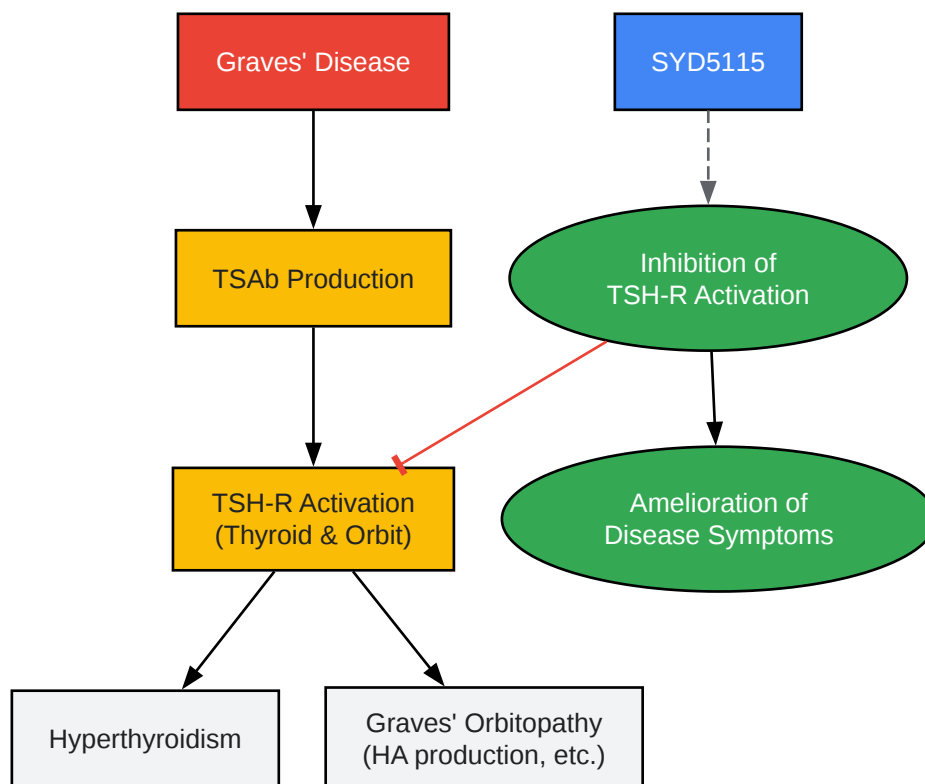 Graves' Disease
SYD5115
TSAb Production
Inhibition of
TSH-R Activation
TSH-R Activation
(Thyroid & Orbit)
Amelioration of
Disease Symptoms
Hyperthyroidism
Graves' Orbitopathy
(HA production, etc.)